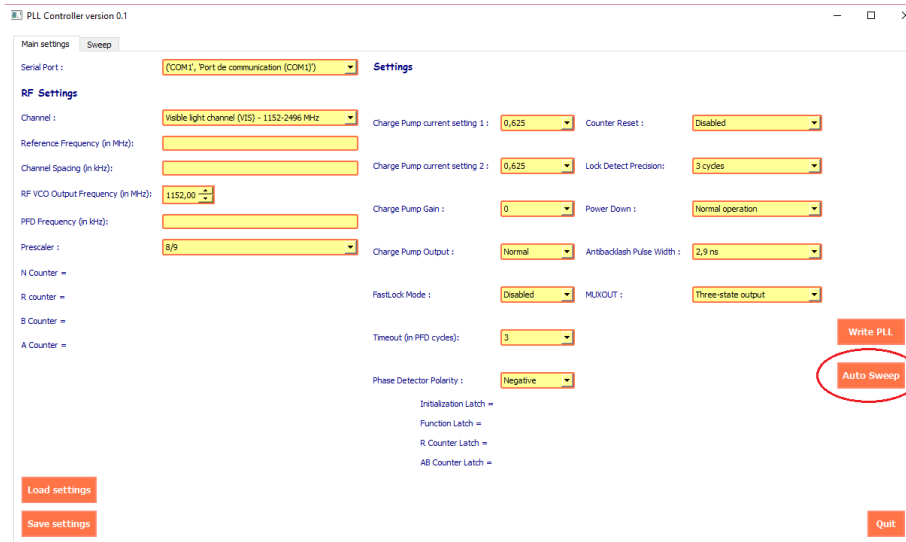 PLL Controller version 0.1
Main settings Sweep
Serial Port : ('COM1', 'Port de communication (COM1)') Settings
RF Settings
Channel : Visible light channel (VIS) - 1152-2496 MHz Charge Pump current setting 1 : 0,625 Counter Reset : Disabled
Reference Frequency (in MHz):
Channel Spacing (in kHz): Charge Pump current setting 2 : 0,625 Lock Detect Precision: 3 cycles
RF VCO Output Frequency (in MHz): 1152,00 Charge Pump Gain : 0 Power Down : Normal operation
PFD Frequency (in kHz):
Prescaler : 8/9 Charge Pump Output : Normal Antibacklash Pulse Width : 2,9 ns
N Counter =
R counter = FastLock Mode : Disabled MUXOUT : Three-state output
B Counter =
Timeout (in PFD cycles): 3 Write PLL
A Counter =
Phase Detector Polarity : Negative Auto Sweep
Initialization Latch =
Function Latch =
R Counter Latch =
AB Counter Latch =
Load settings
Save settings Quit